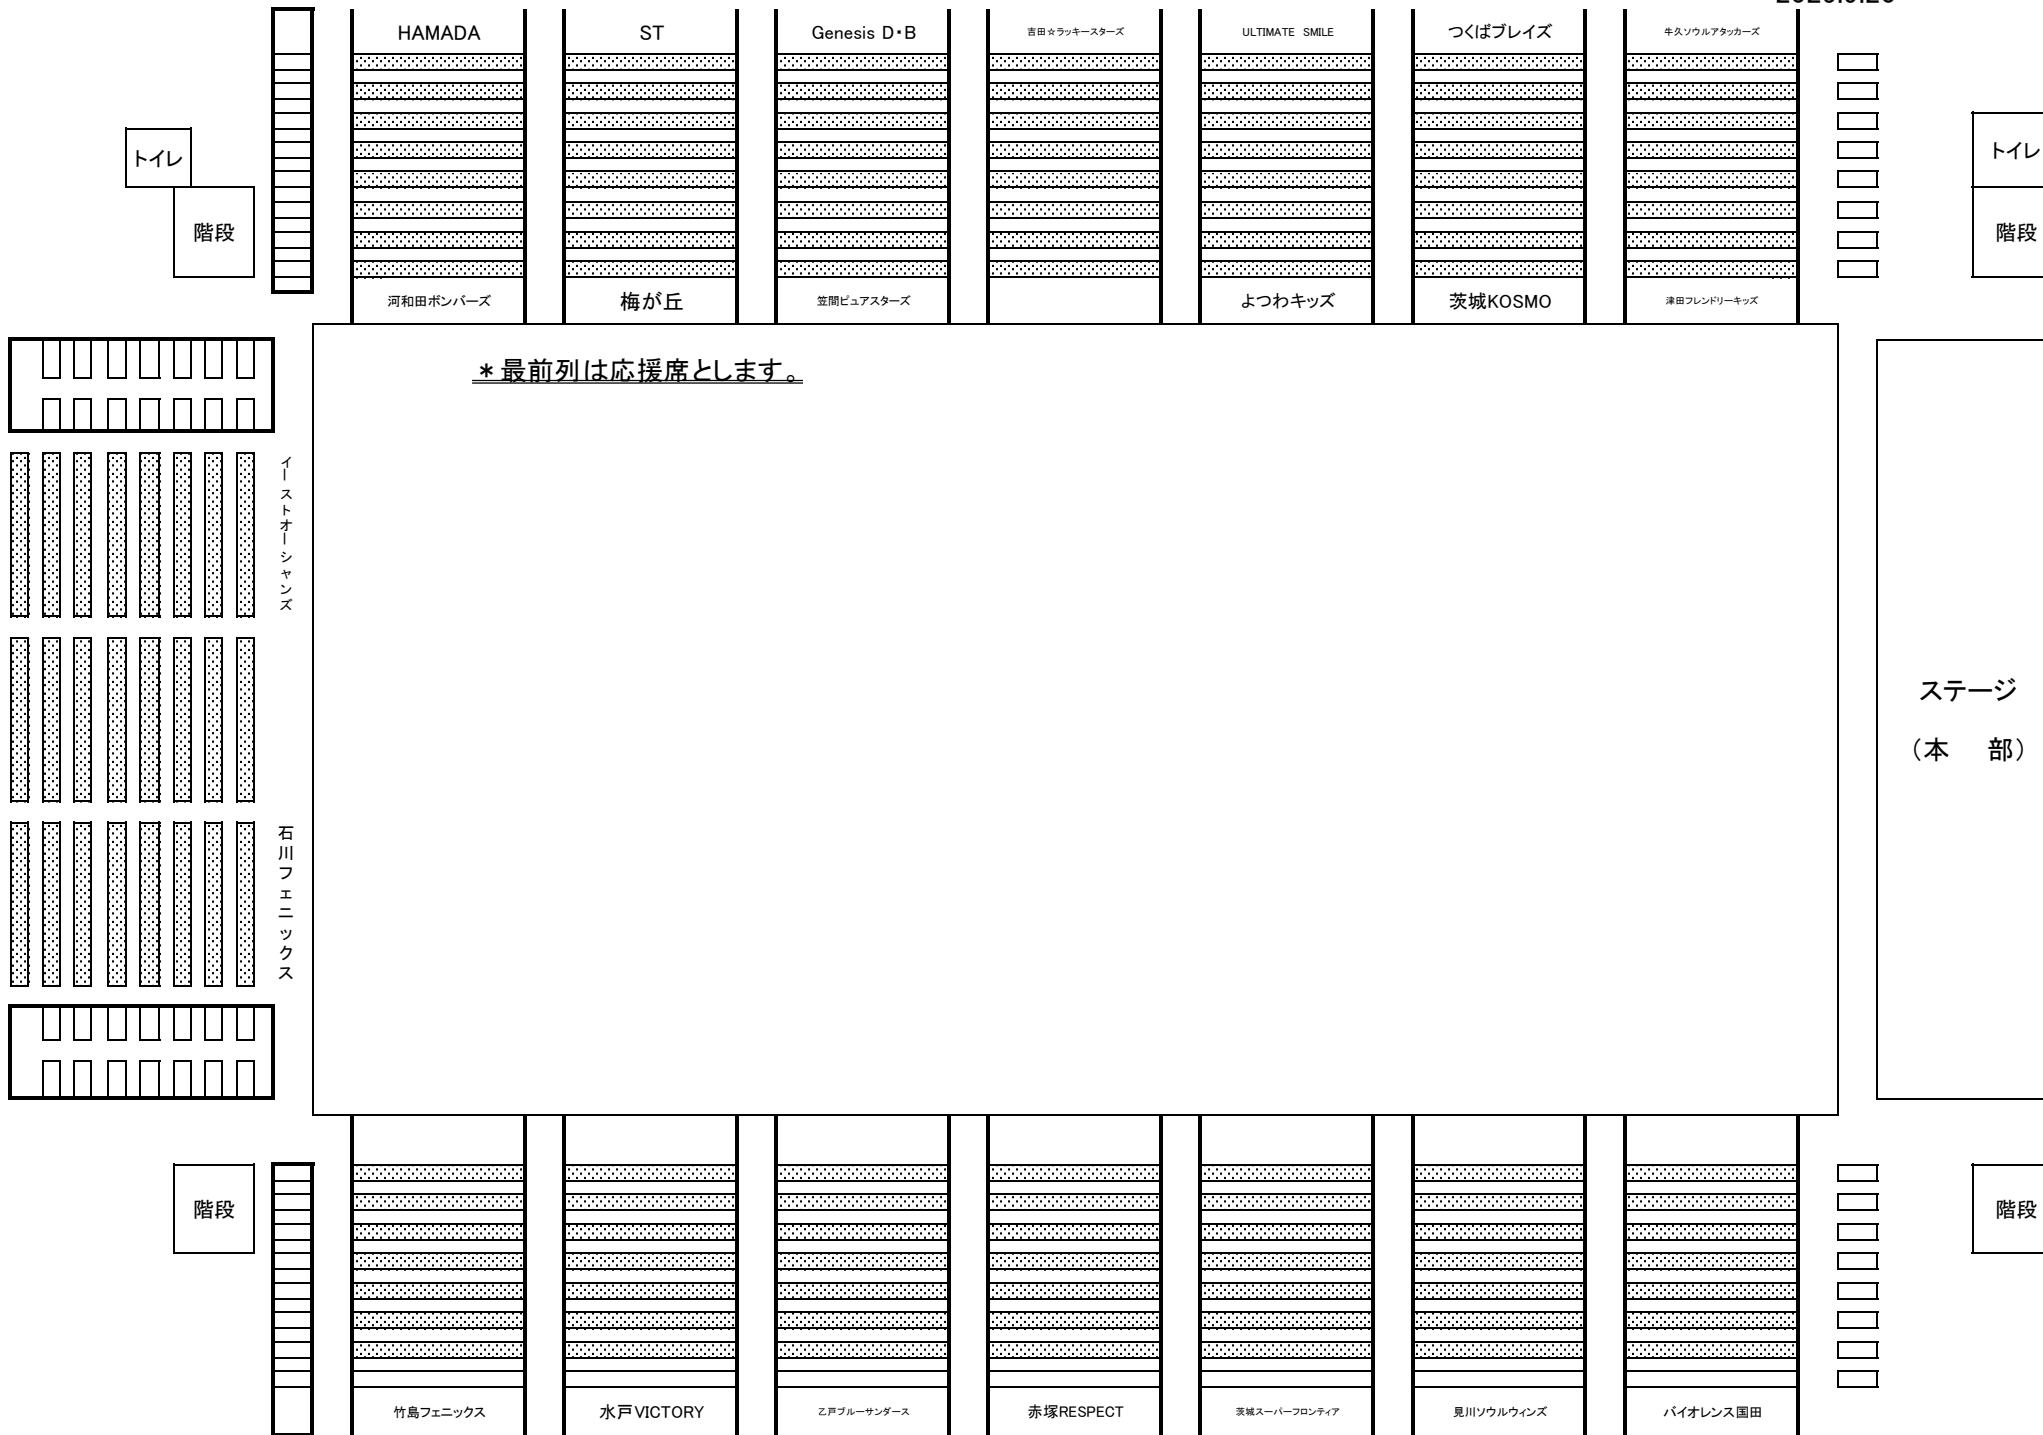 HAMADA
ST
Genesis D・B
吉田☆ラッキースターズ
ULTIMATE SMILE
つくばブレイズ
牛久ソウルアタッカーズ
トイレ
階段
トイレ
階段
河和田ボンバーズ
梅が丘
笠間ピュアスターズ
よつわキッズ
茨城KOSMO
津田フレンドリーキッズ
＊最前列は応援席とします。
イーストオーシャンズ
石川フェニックス
ステージ
（本　部）
階段
階段
竹島フェニックス
水戸VICTORY
乙戸ブルーサンダース
赤塚RESPECT
茨城スーパーフロンティア
見川ソウルウィンズ
バイオレンス国田